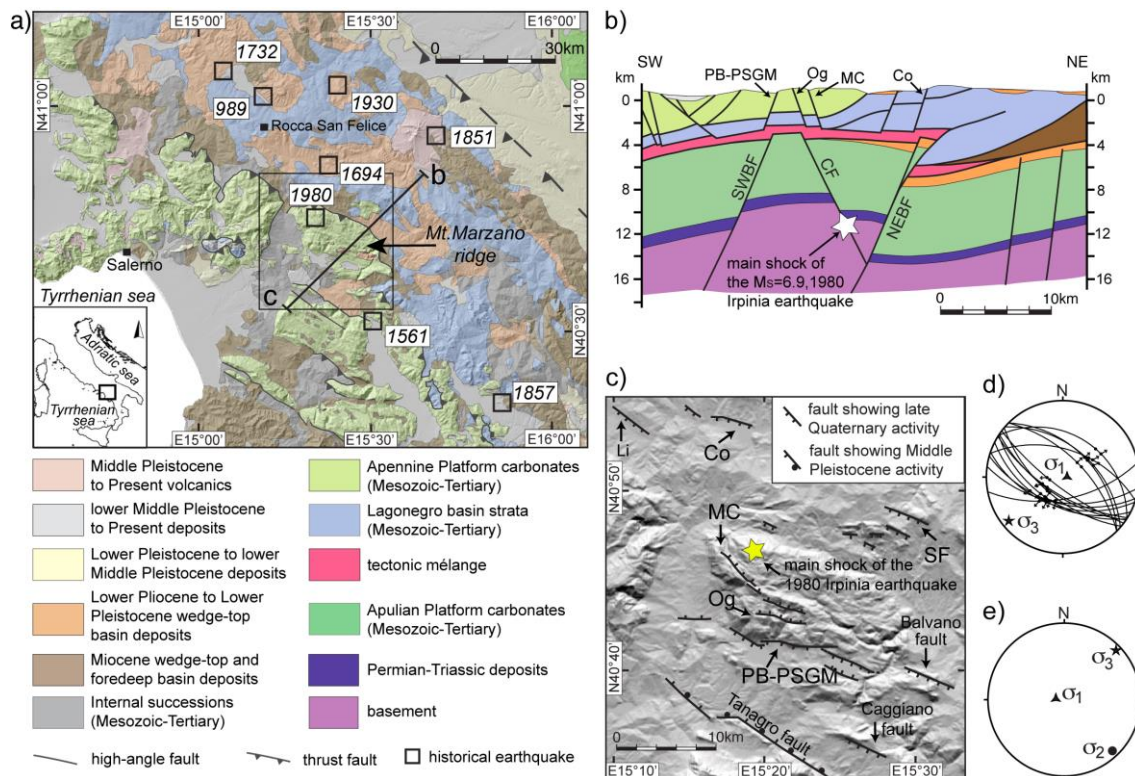 a)
E15°00'
E15°30'
E16°00'
0
30km
1732
989
1930
Rocca San Felice
1851
N41°00'
1694
1980
b
Mt.Marzano
ridge
Salerno
c
1561
1857
N40°30'
Tyrrhenian sea
Adriatic sea
Tyrrhenian
sea
E15°00'
E15°30'
E16°00'
Middle Pleistocene
to Present volcanics
lower Middle Pleistocene
to Present deposits
Lower Pleistocene to lower
Middle Pleistocene deposits
Lower Pliocene to Lower
Pleistocene wedge-top
basin deposits
Miocene wedge-top and
foredeep basin deposits
Internal successions
(Mesozoic-Tertiary)
Apennine Platform carbonates
(Mesozoic-Tertiary)
Lagonegro basin strata
(Mesozoic-Tertiary)
tectonic mélange
Apulian Platform carbonates
(Mesozoic-Tertiary)
Permian-Triassic deposits
basement
high-angle fault
thrust fault
historical earthquake
b)
SW
NE
PB-PSGM
Og
MC
Co
km
0
4
8
12
16
km
0
4
8
12
16
SWBF
CF
NEBF
main shock of
the Ms=6.9,1980
Irpinia earthquake
0
10km
c)
fault showing late
Quaternary activity
fault showing Middle
Pleistocene activity
Li
Co
N40°50'
MC
SF
main shock of the
1980 Irpinia earthquake
Og
Balvano
fault
N40°40'
PB-PSGM
Caggiano
fault
Tanagro fault
0
10km
E15°10'
E15°20'
E15°30'
d)
N
σ1
σ3
e)
N
σ3
σ1
σ2